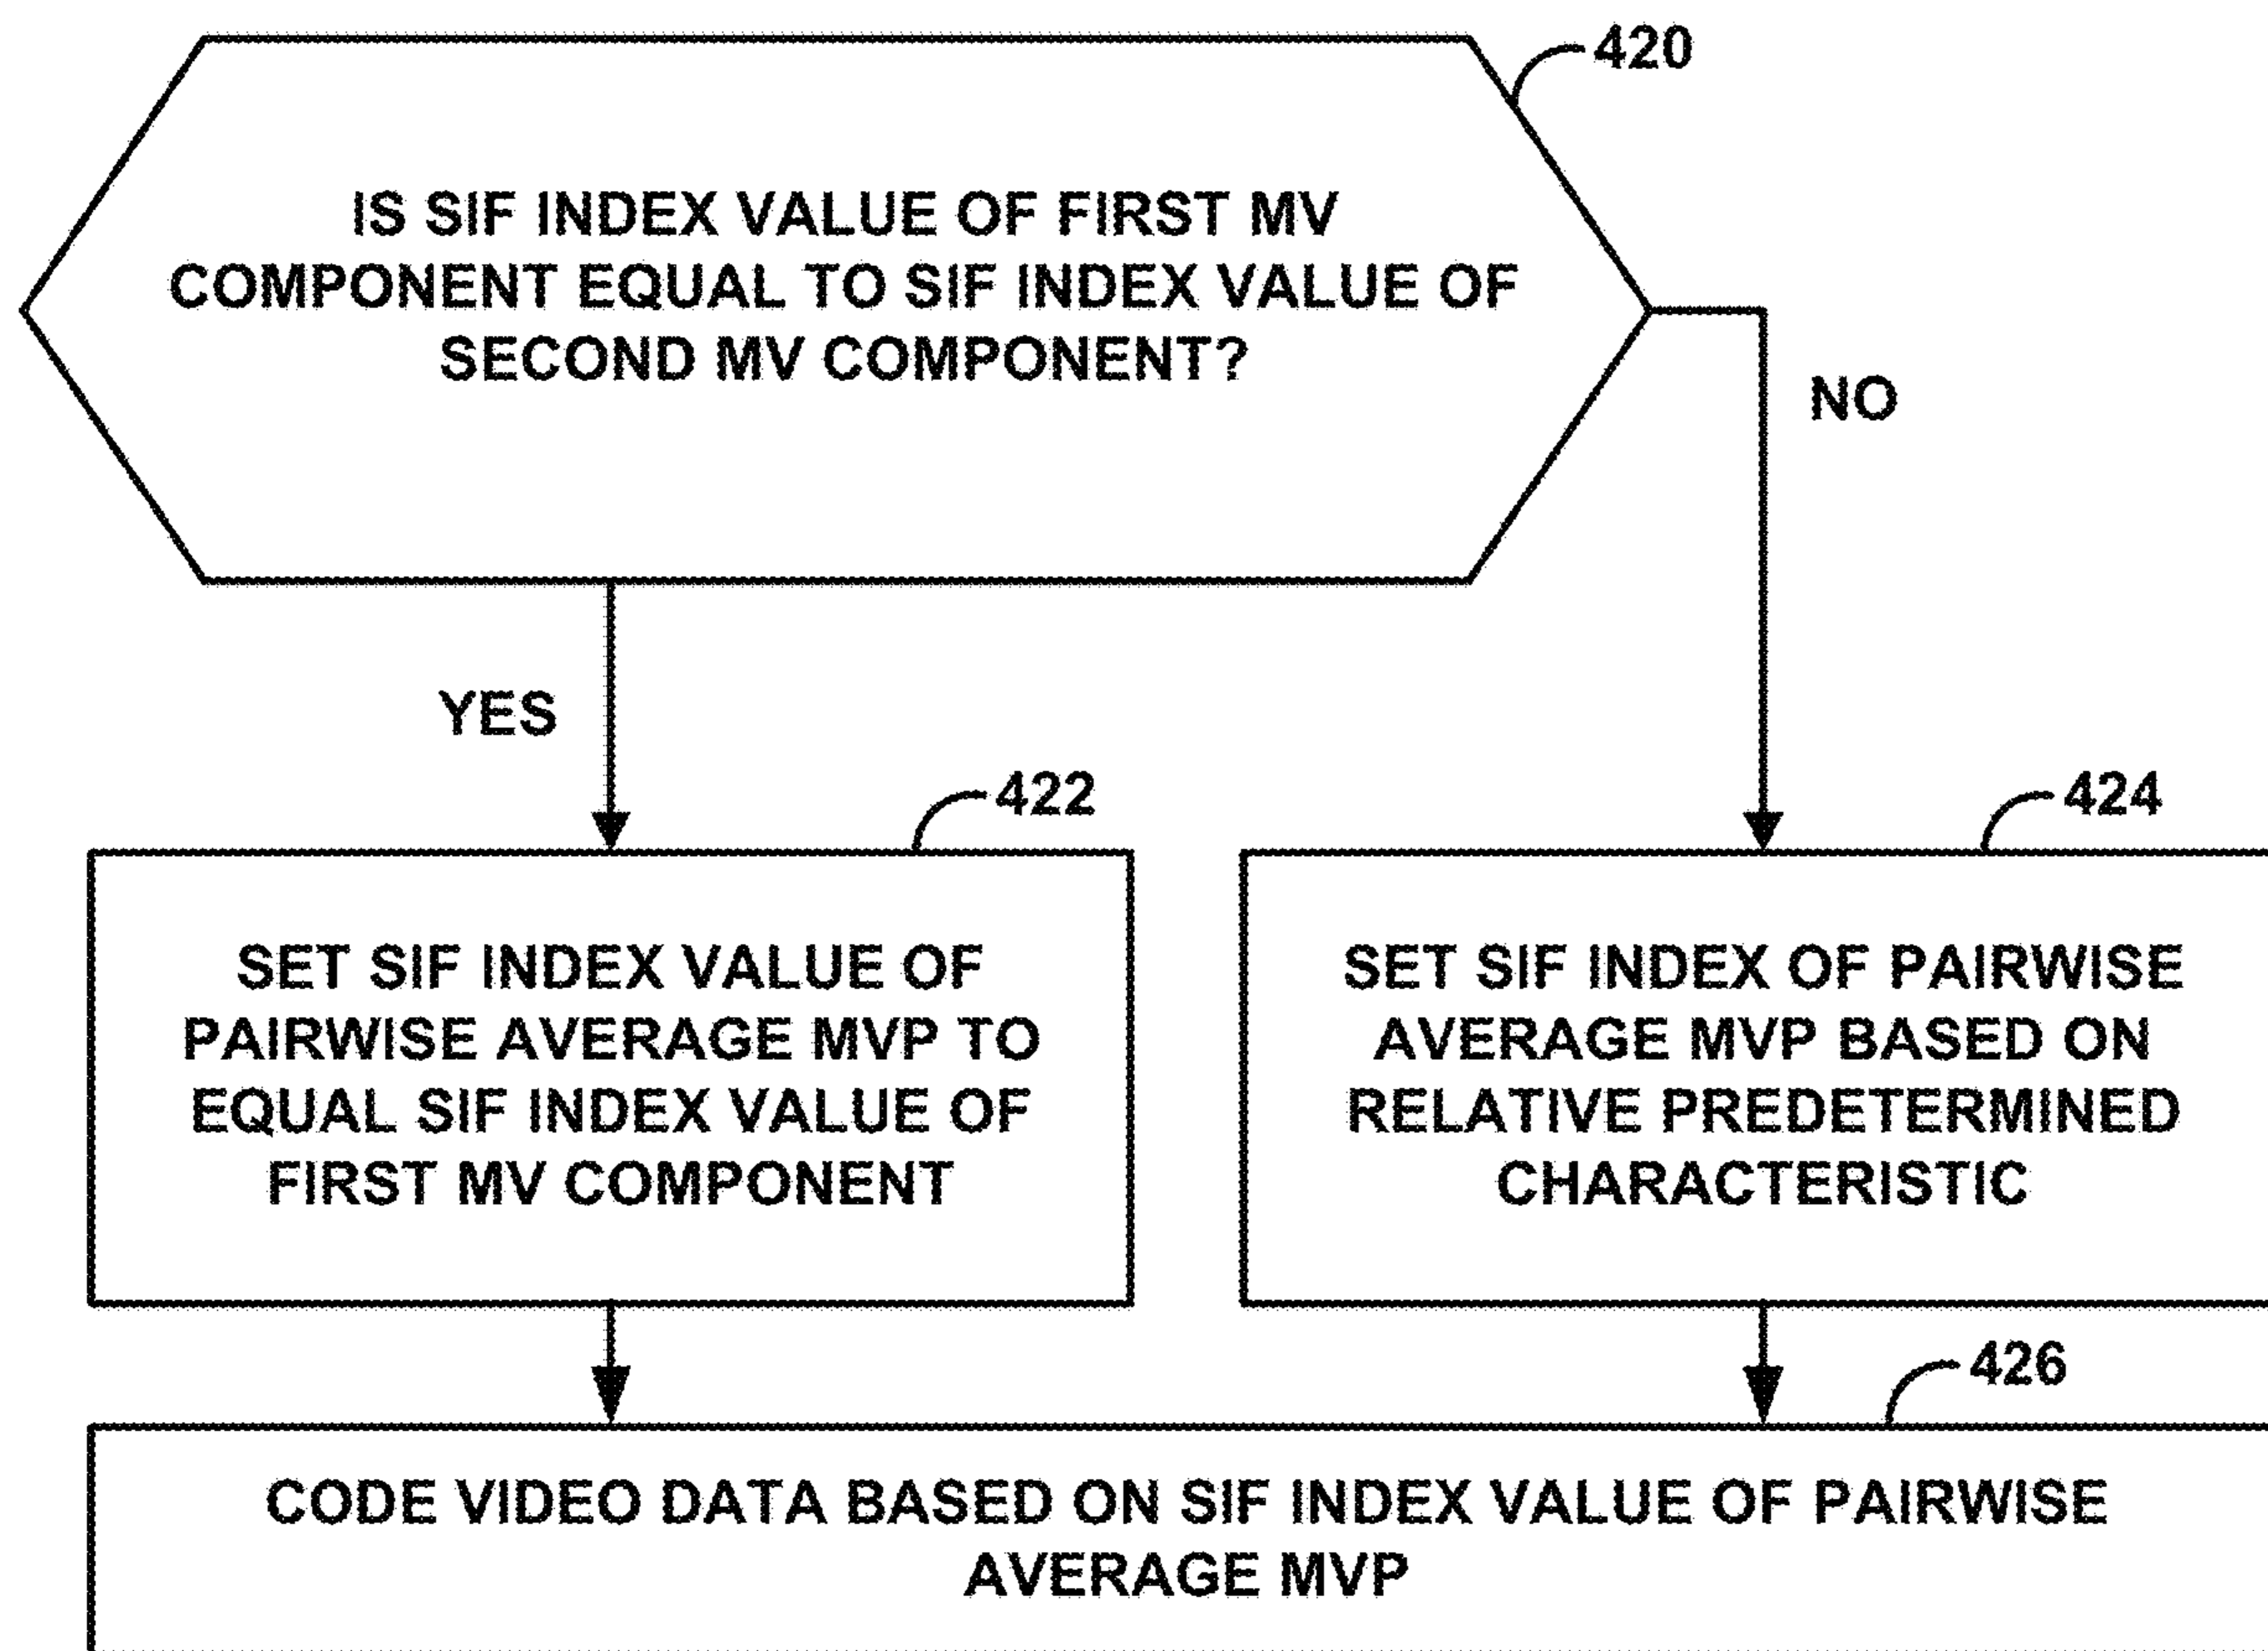 420
IS SIF INDEX VALUE OF FIRST MV
COMPONENT EQUAL TO SIF INDEX VALUE OF
SECOND MV COMPONENT?
NO
YES
422
424
SET SIF INDEX VALUE OF
PAIRWISE AVERAGE MVP TO
EQUAL SIF INDEX VALUE OF
FIRST MV COMPONENT
SET SIF INDEX OF PAIRWISE
AVERAGE MVP BASED ON
RELATIVE PREDETERMINED
CHARACTERISTIC
426
CODE VIDEO DATA BASED ON SIF INDEX VALUE OF PAIRWISE
AVERAGE MVP